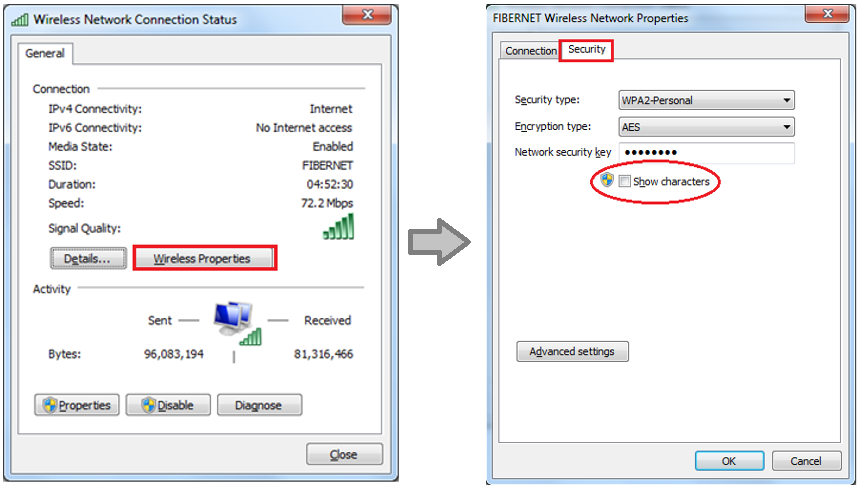 Wireless Network Connection Status
General
Connection
IPv4 Connectivity: Internet
IPv6 Connectivity: No Internet access
Media State: Enabled
SSID: FIBERNET
Duration: 04:52:30
Speed: 72.2 Mbps
Signal Quality:
Details... Wireless Properties
Activity
Sent Received
Bytes: 96,083,194 81,316,466
Properties Disable Diagnose
Close
FIBERNET Wireless Network Properties
Connection Security
Security type: WPA2-Personal
Encryption type: AES
Network security key ••••••••
Show characters
Advanced settings
OK Cancel